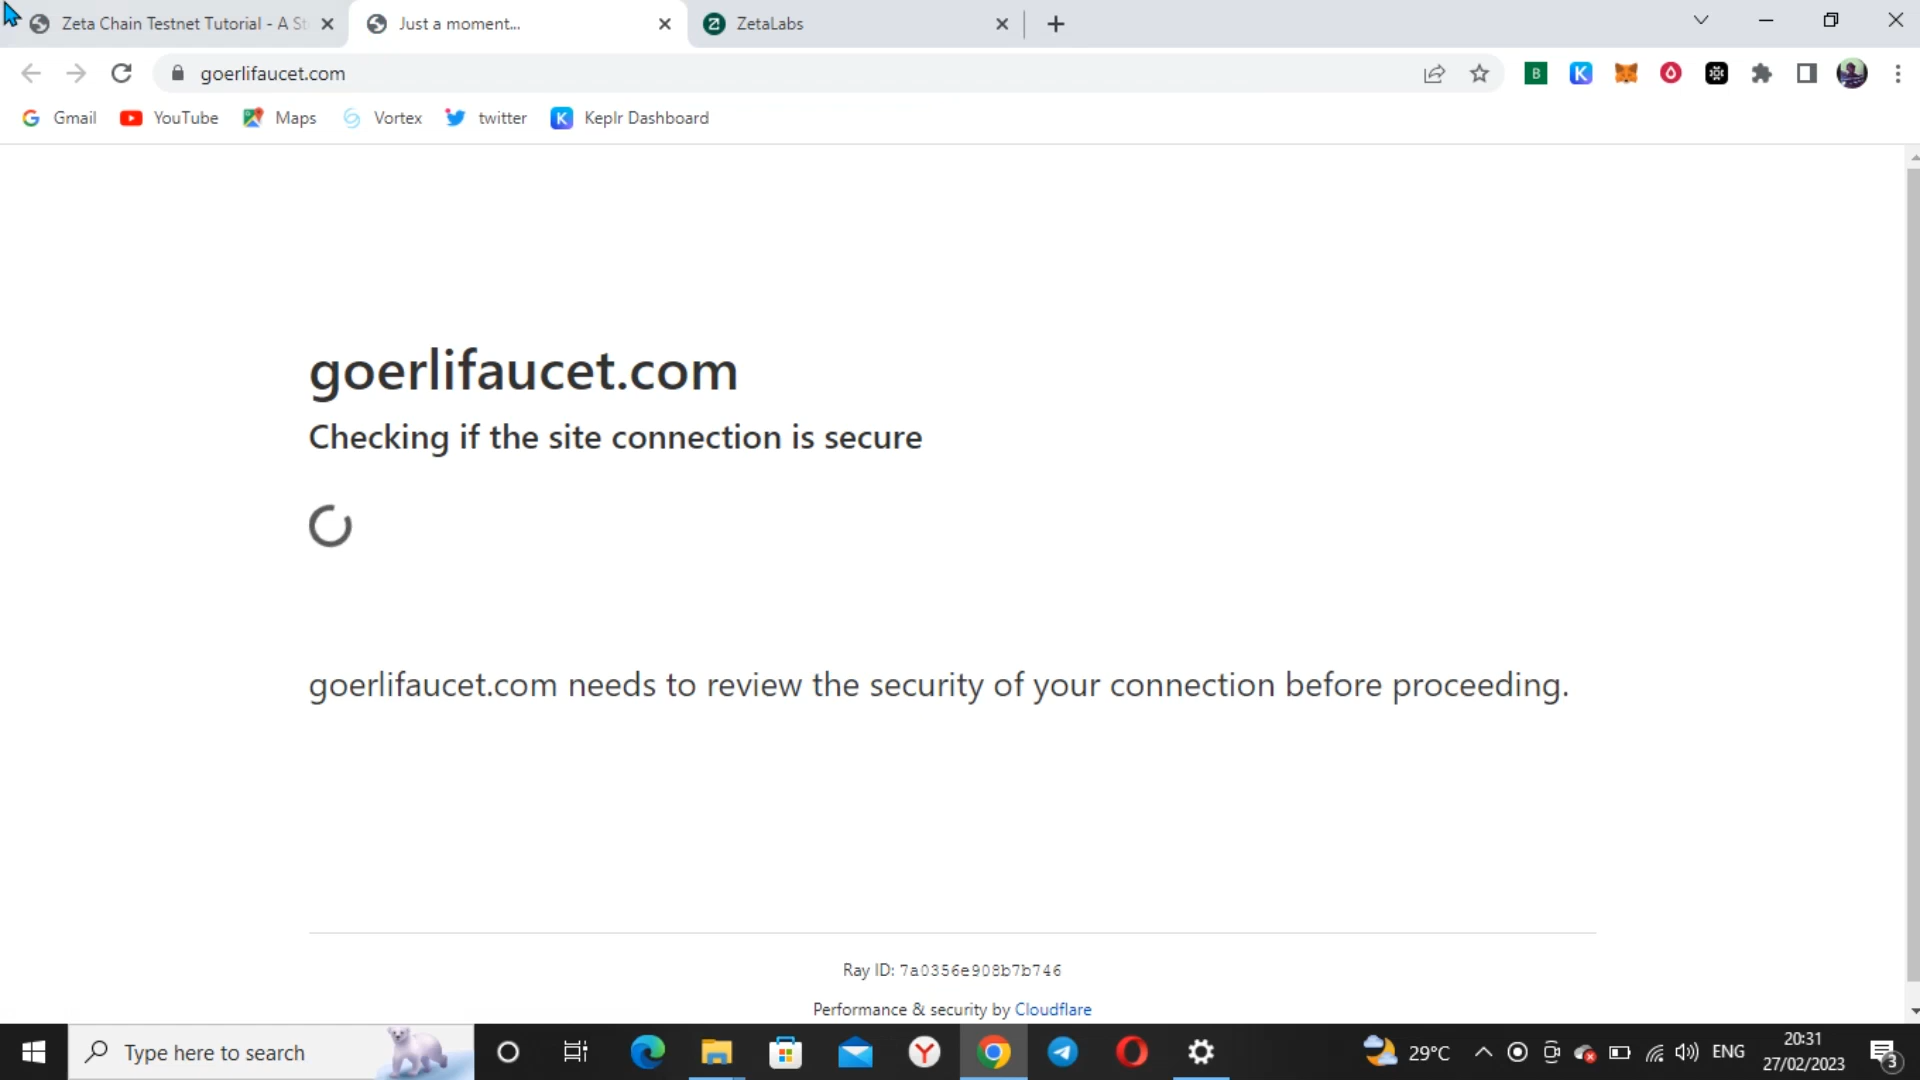 Zeta Chain Testnet Tutorial - A St
Just a moment...
ZetaLabs
goerlifaucet.com
Gmail
YouTube
Maps
Vortex
twitter
Keplr Dashboard
goerlifaucet.com
Checking if the site connection is secure
goerlifaucet.com needs to review the security of your connection before proceeding.
Ray ID: 7a0356e908b7b746
Performance & security by Cloudflare
Type here to search
29°C
ENG
20:31
27/02/2023
3